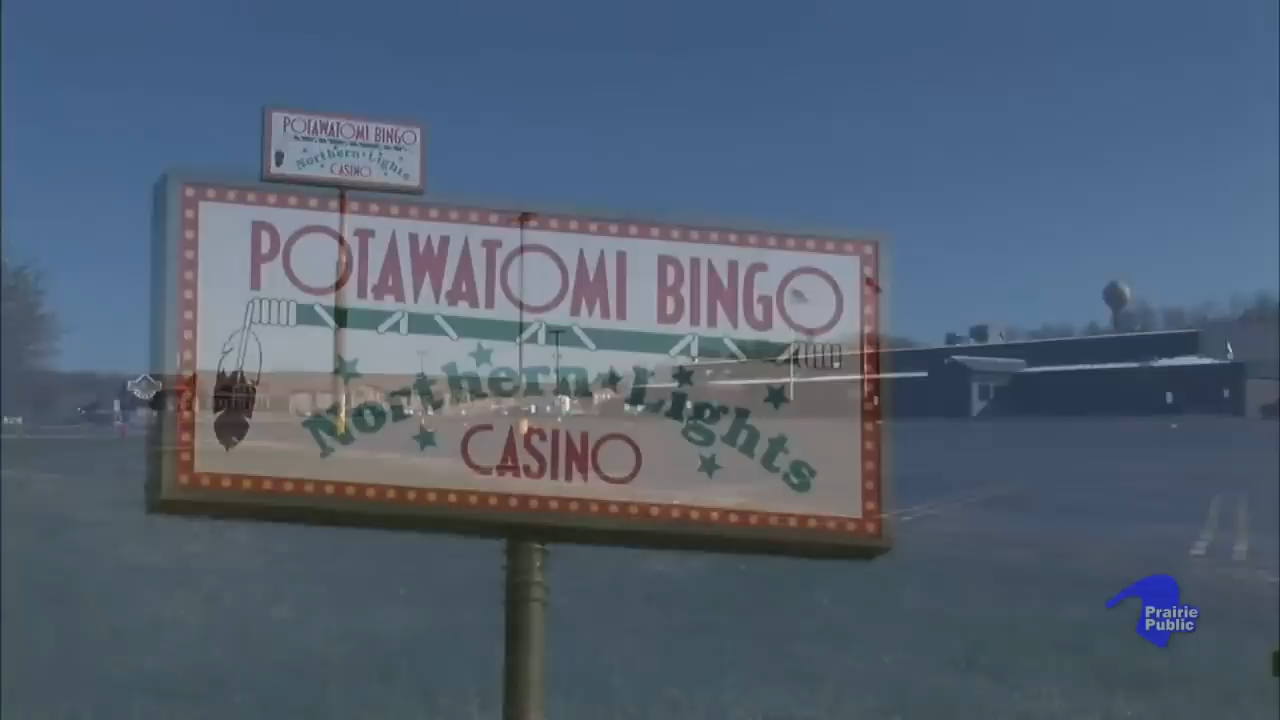 POTAWATOMI BINGO
Northern Lights
CASINO
POTAWATOMI BINGO
Northern Lights
CASINO
Prairie
Public